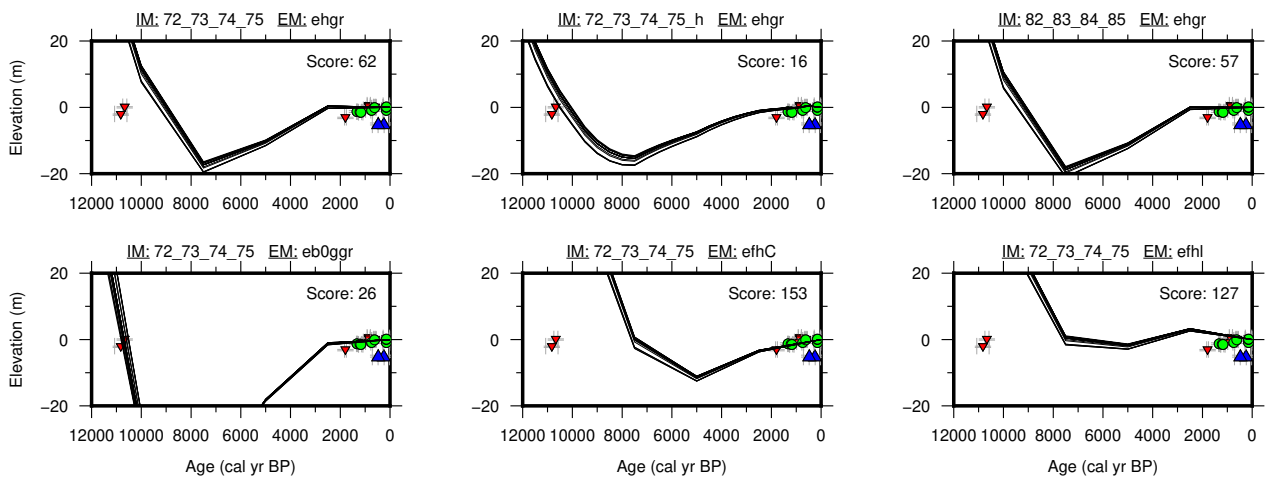 IM: 72_73_74_75 EM: ehgr
IM: 72_73_74_75_h EM: ehgr
IM: 82_83_84_85 EM: ehgr
20
0
−20
Elevation (m)
Score: 62
12000 10000 8000 6000 4000 2000 0
20
0
−20
Score: 16
12000 10000 8000 6000 4000 2000 0
20
0
−20
Score: 57
12000 10000 8000 6000 4000 2000 0
IM: 72_73_74_75 EM: eb0ggr
IM: 72_73_74_75 EM: efhC
IM: 72_73_74_75 EM: efhl
20
0
−20
Elevation (m)
Score: 26
12000 10000 8000 6000 4000 2000 0
Age (cal yr BP)
20
0
−20
Score: 153
12000 10000 8000 6000 4000 2000 0
Age (cal yr BP)
20
0
−20
Score: 127
12000 10000 8000 6000 4000 2000 0
Age (cal yr BP)